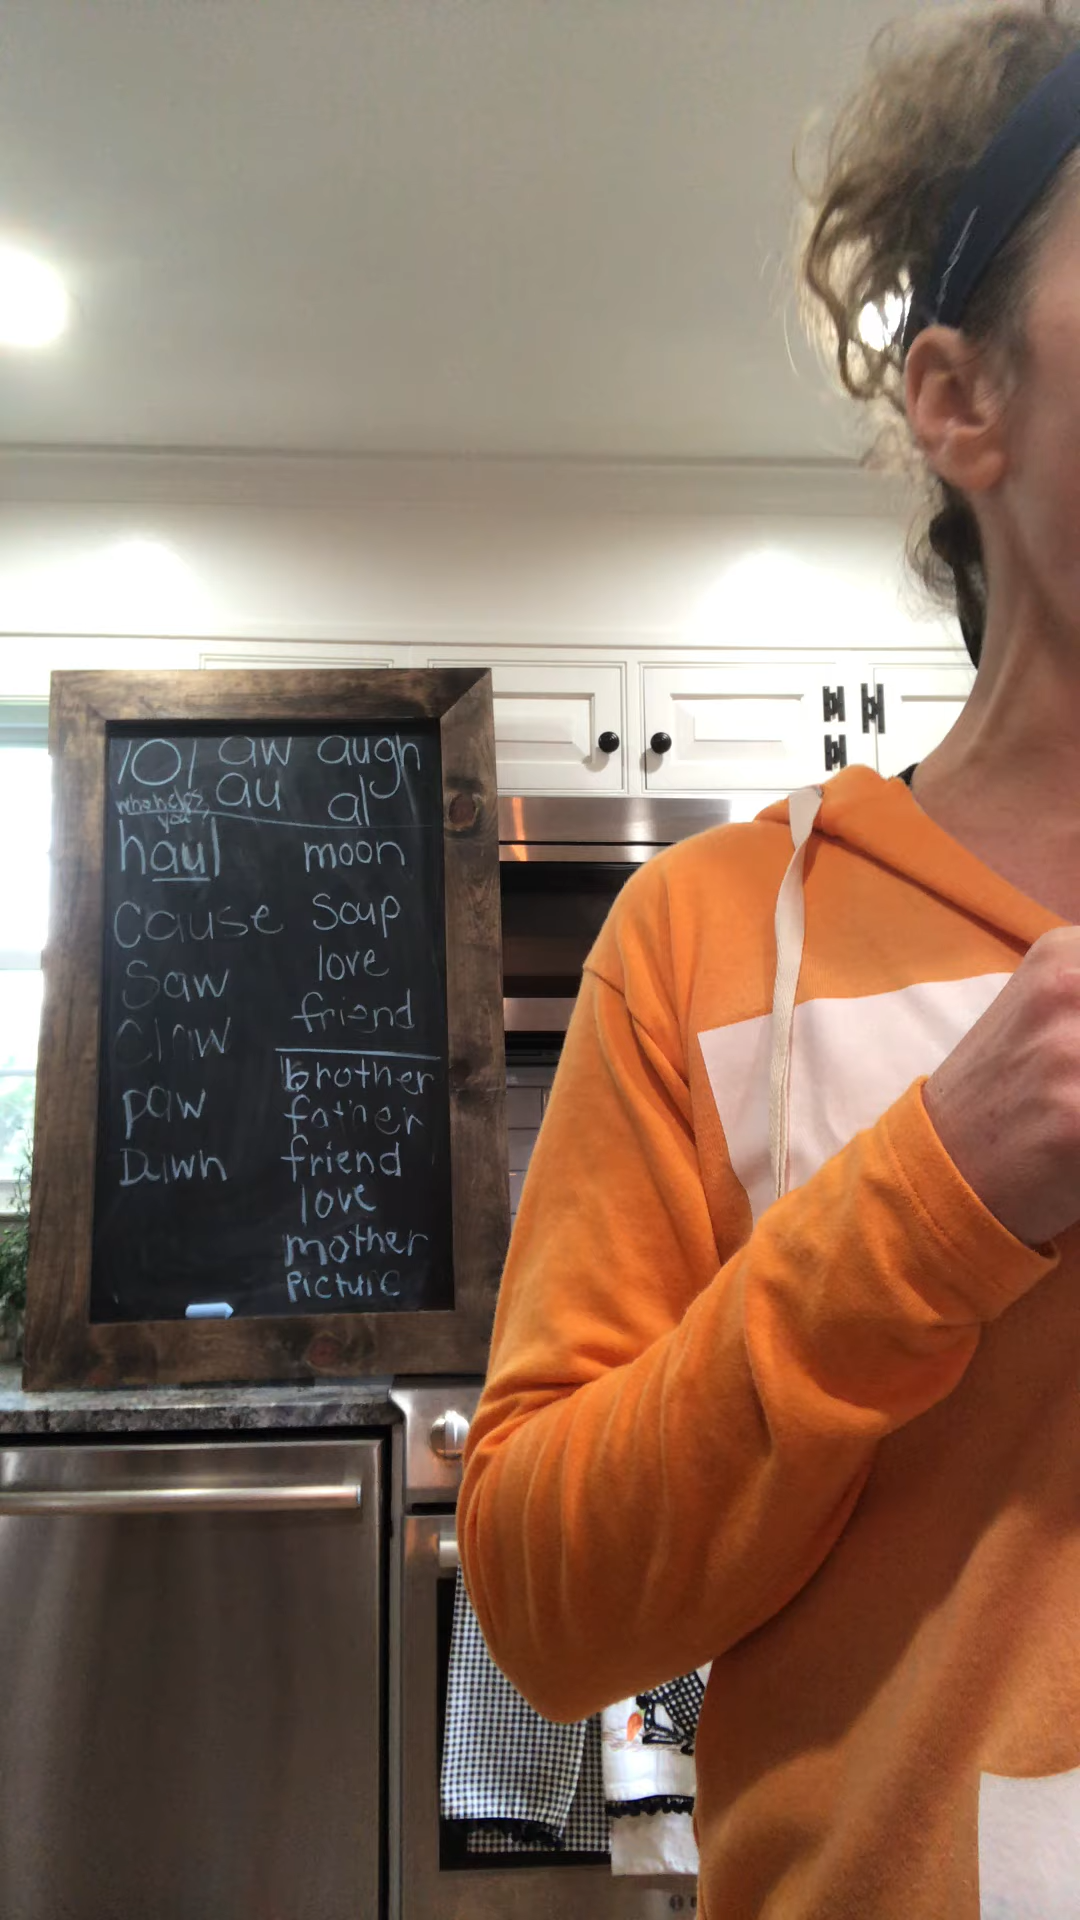 /O/ aw augh
au al
who helps you?
haul
cause
Saw
Claw
paw
Dawn
moon
Soup
love
friend
brother
father
friend
love
mother
Picture